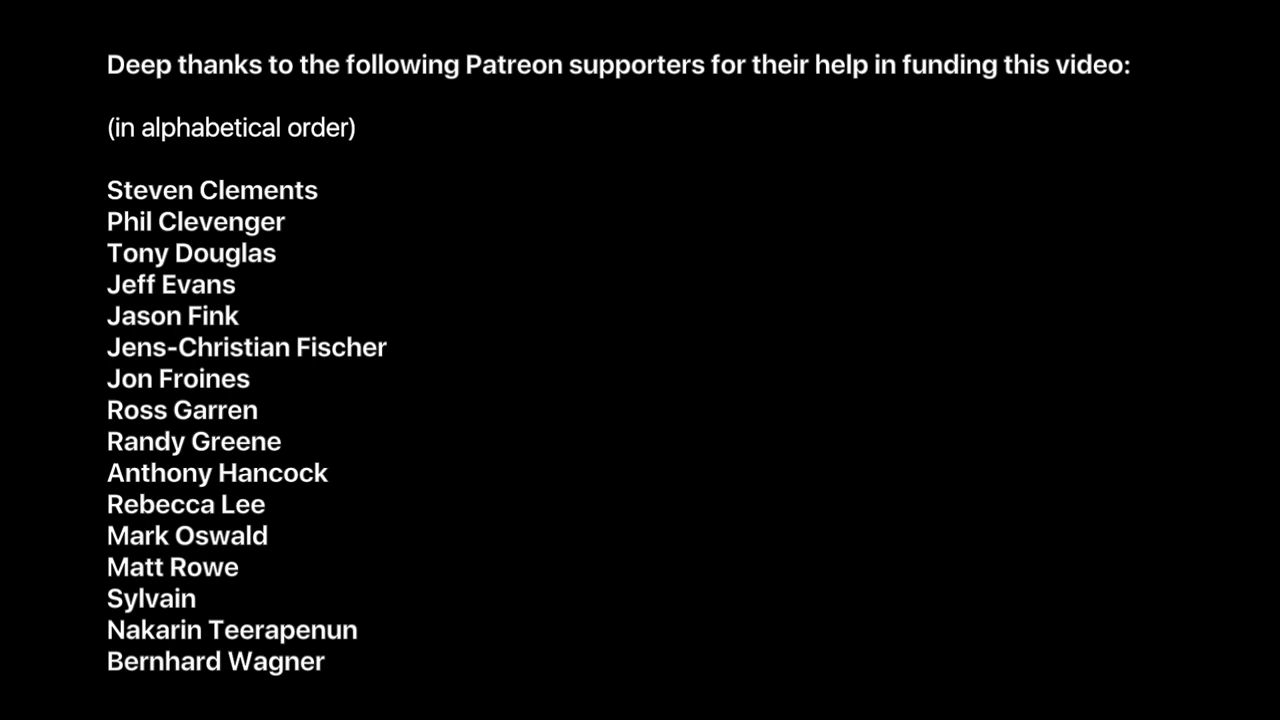 Deep thanks to the following Patreon supporters for their help in funding this video:
(in alphabetical order)
Steven Clements
Phil Clevenger
Tony Douglas
Jeff Evans
Jason Fink
Jens-Christian Fischer
Jon Froines
Ross Garren
Randy Greene
Anthony Hancock
Rebecca Lee
Mark Oswald
Matt Rowe
Sylvain
Nakarin Teerapenun
Bernhard Wagner